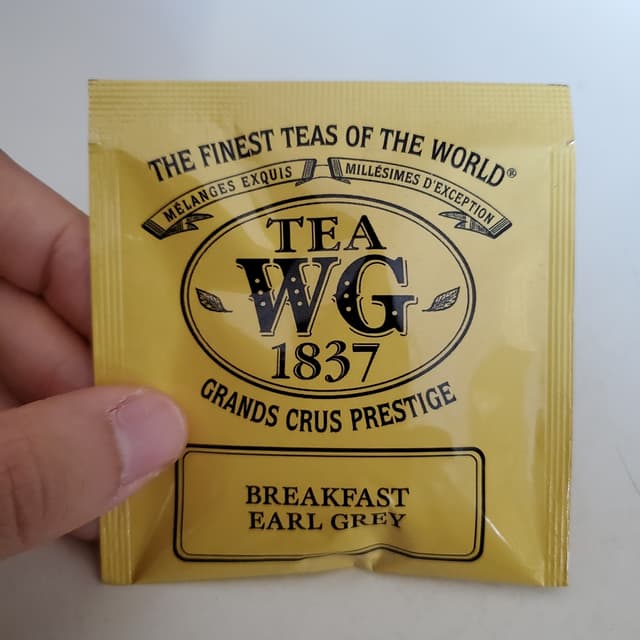 THE FINEST TEAS OF THE WORLD®
MÉLANGES EXQUIS MILLÉSIMES D'EXCEPTION
TEA
WG
1837
GRANDS CRUS PRESTIGE
BREAKFAST
EARL GREY